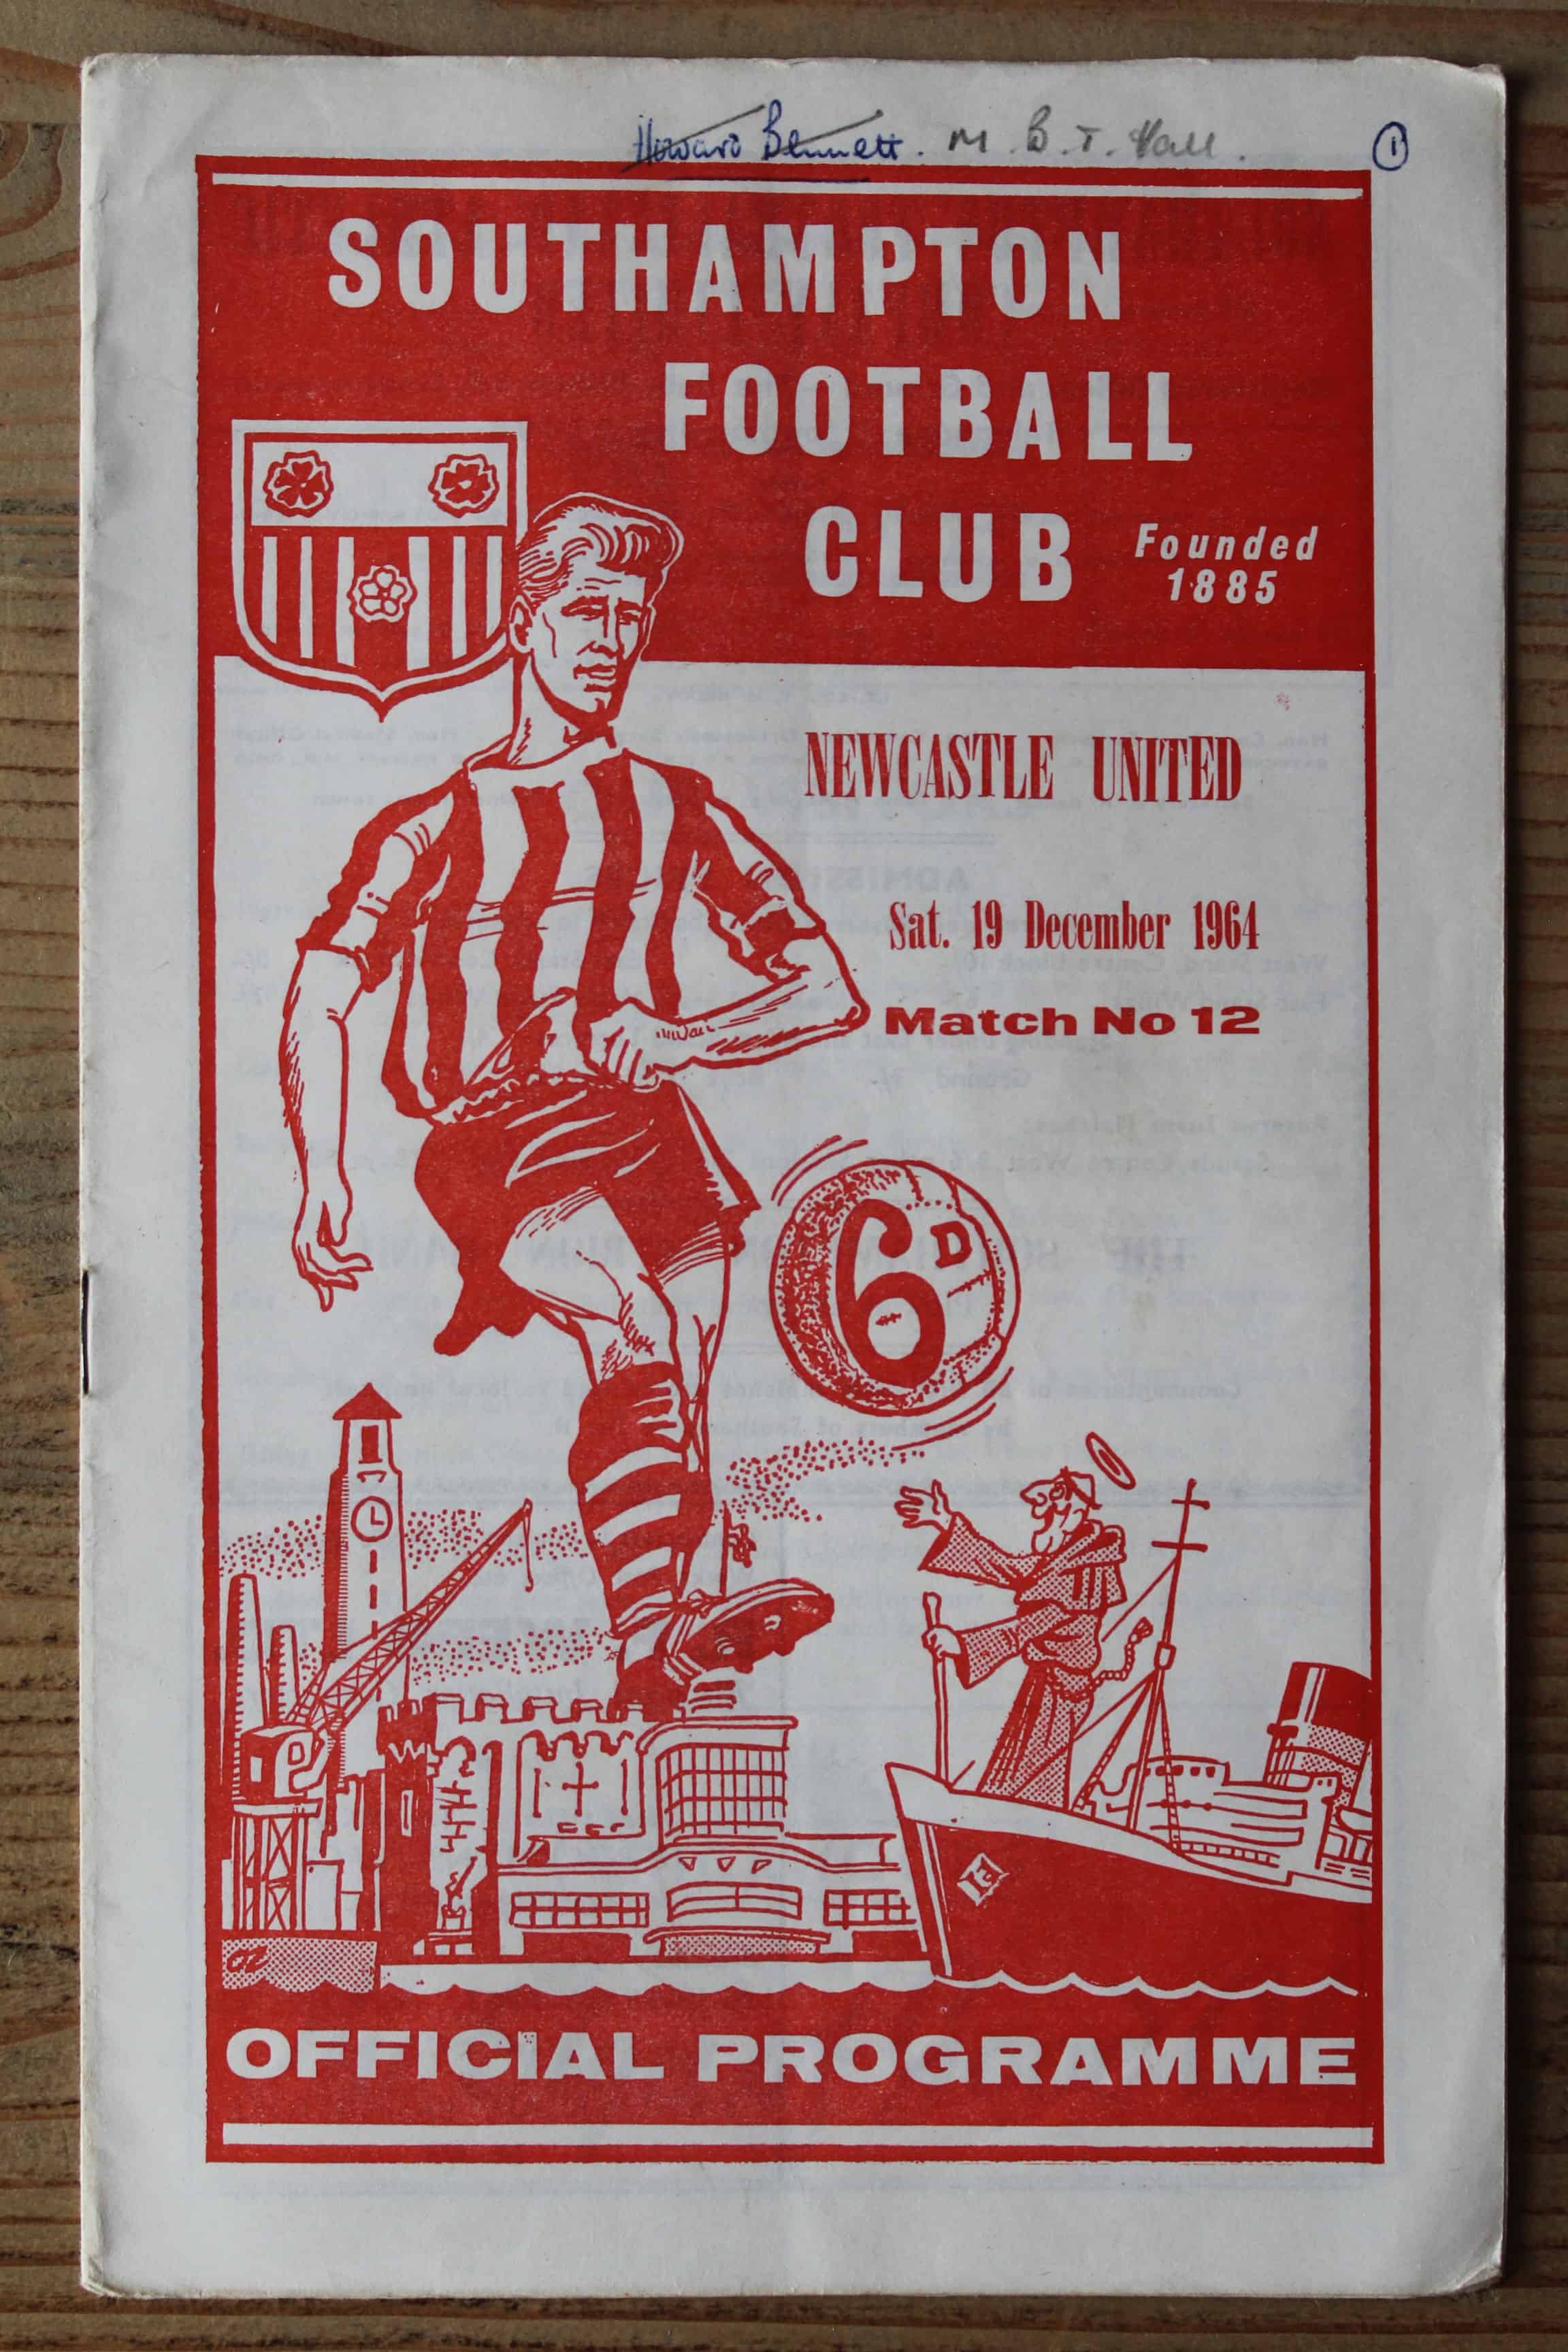 Howard Bennett. M. B. T. Hall. 1
SOUTHAMPTON
FOOTBALL
CLUB
Founded
1885
NEWCASTLE UNITED
Sat. 19 December 1964
Match No 12
6D
OFFICIAL PROGRAMME